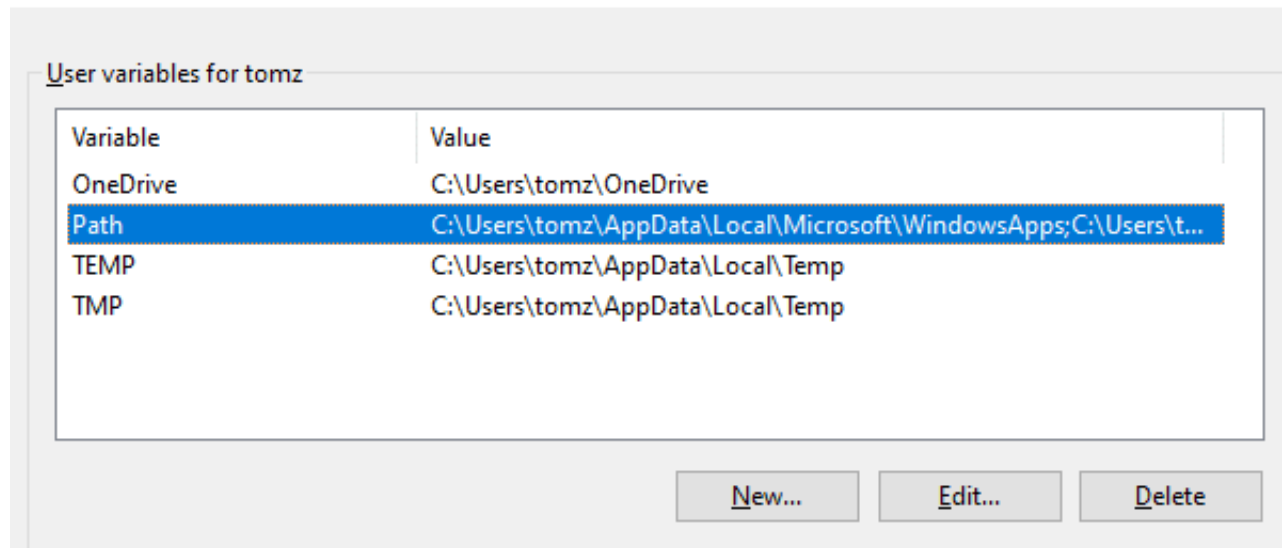 User variables for tomz
Variable Value
OneDrive C:\Users\tomz\OneDrive
Path C:\Users\tomz\AppData\Local\Microsoft\WindowsApps;C:\Users\t...
TEMP C:\Users\tomz\AppData\Local\Temp
TMP C:\Users\tomz\AppData\Local\Temp
New... Edit... Delete